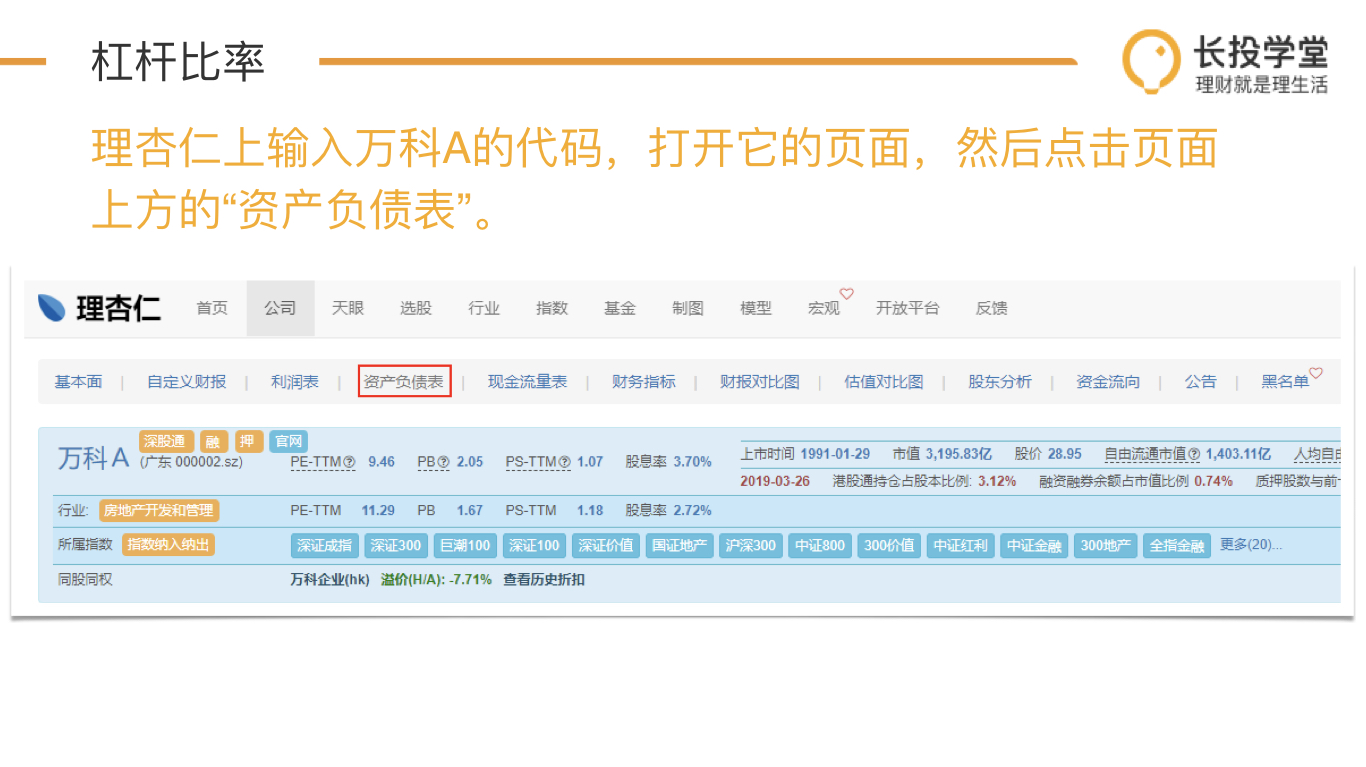 杠杆比率
长投学堂
理财就是理生活
理杏仁上输入万科A的代码，打开它的页面，然后点击页面
上方的“资产负债表”。
理杏仁 首页 公司 天眼 选股 行业 指数 基金 制图 模型 宏观 开放平台 反馈
基本面 | 自定义财报 | 利润表 | 资产负债表 | 现金流量表 | 财务指标 | 财报对比图 | 估值对比图 | 股东分析 | 资金流向 | 公告 | 黑名单
万科A 深股通 融 押 官网
(广东 000002.sz) PE-TTM? 9.46 PB? 2.05 PS-TTM? 1.07 股息率 3.70%
上市时间 1991-01-29 市值 3,195.83亿 股价 28.95 自由流通市值? 1,403.11亿 人均自由
2019-03-26 港股通持仓占股本比例: 3.12% 融资融券余额占市值比例 0.74% 质押股数与前
行业: 房地产开发和管理 PE-TTM 11.29 PB 1.67 PS-TTM 1.18 股息率 2.72%
所属指数 指数纳入纳出 深证成指 深证300 巨潮100 深证100 深证价值 国证地产 沪深300 中证800 300价值 中证红利 中证金融 300地产 全指金融 更多(20)...
同股同权 万科企业(hk) 溢价(H/A): -7.71% 查看历史折扣